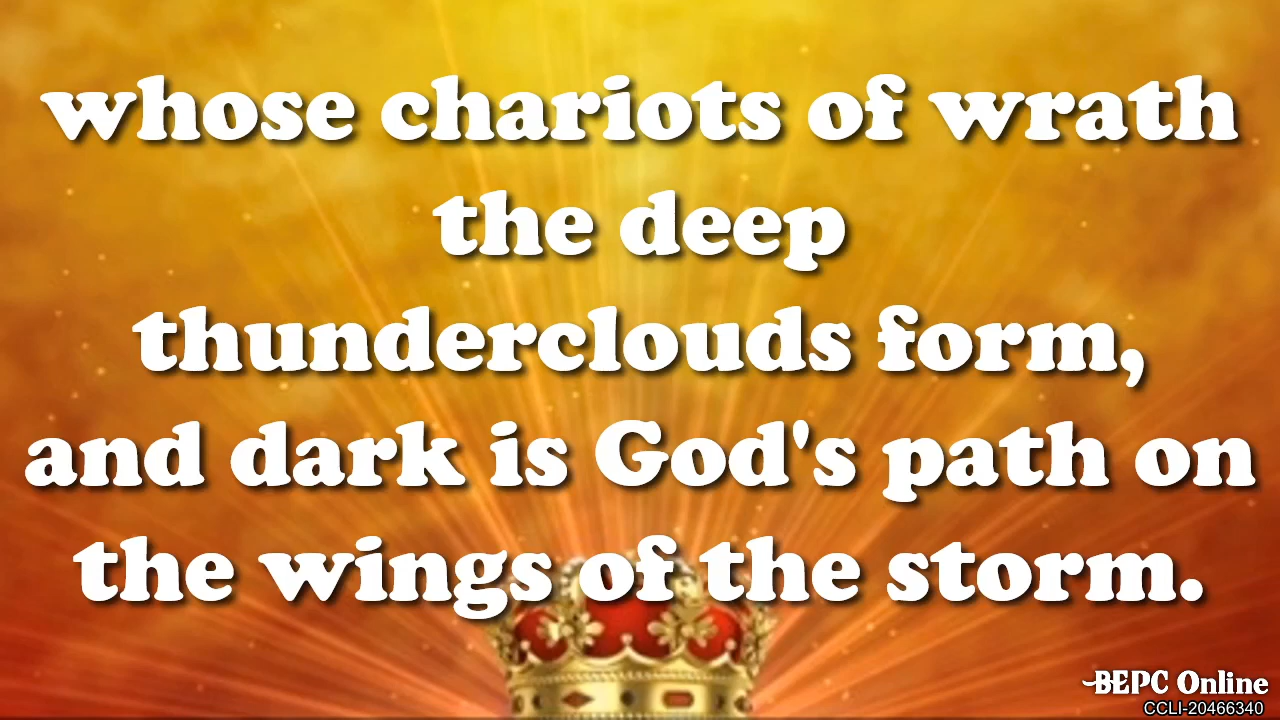 whose chariots of wrath
the deep
thunderclouds form,
and dark is God's path on
the wings of the storm.
BEPC Online
CCLI-20466340